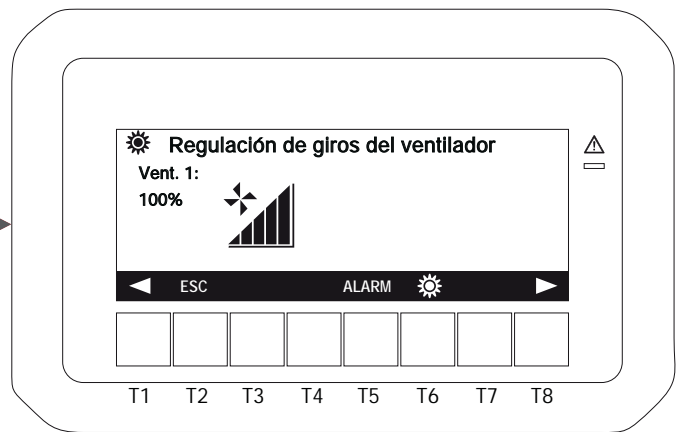 Regulación de giros del ventilador
Vent. 1:
100%
ESC ALARM
T1 T2 T3 T4 T5 T6 T7 T8